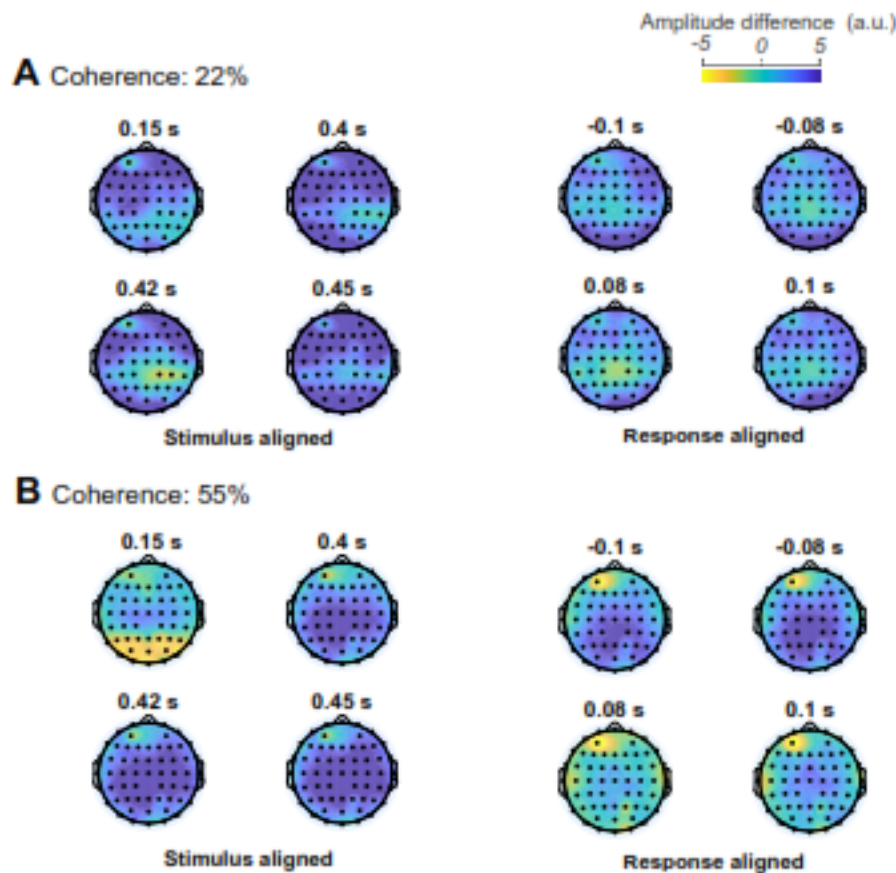 Amplitude difference (a.u.)
-5 0 5
A Coherence: 22%
0.15 s 0.4 s -0.1 s -0.08 s
0.42 s 0.45 s 0.08 s 0.1 s
Stimulus aligned Response aligned
B Coherence: 55%
0.15 s 0.4 s -0.1 s -0.08 s
0.42 s 0.45 s 0.08 s 0.1 s
Stimulus aligned Response aligned